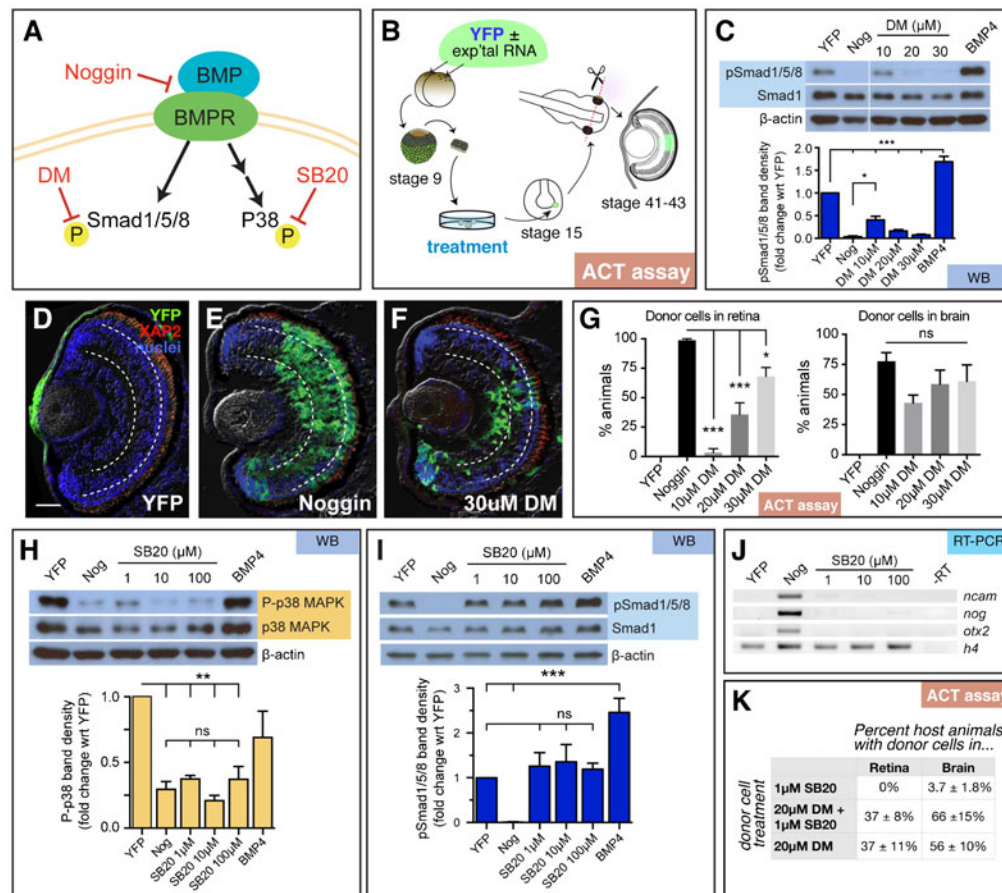 A
Noggin
BMP
BMPR
DM
SB20
P
Smad1/5/8
P38
P
B
YFP ±
exp'tal RNA
stage 9
treatment
stage 15
stage 41-43
ACT assay
C
YFP
Nog
DM (µM)
10 20 30
BMP4
pSmad1/5/8
Smad1
β-actin
pSmad1/5/8 band density
(fold change wrt YFP)
2.0
1.5
1.0
0.5
0.0
***
*
YFP
Nog
DM 10µM
DM 20µM
DM 30µM
BMP4
WB
D
YFP
XAR2
nuclei
YFP
E
Noggin
F
30uM DM
G
Donor cells in retina
% animals
100
75
50
25
0
***
***
*
YFP
Noggin
10µM DM
20µM DM
30µM DM
Donor cells in brain
ns
% animals
100
75
50
25
0
YFP
Noggin
10µM DM
20µM DM
30µM DM
ACT assay
H
WB
YFP
Nog
SB20 (µM)
1 10 100
BMP4
P-p38 MAPK
p38 MAPK
β-actin
P-p38 band density
(fold change wrt YFP)
1.0
0.5
0.0
**
ns
YFP
Nog
SB20 1µM
SB20 10µM
SB20 100µM
BMP4
I
WB
YFP
Nog
SB20 (µM)
1 10 100
BMP4
pSmad1/5/8
Smad1
β-actin
pSmad1/5/8 band density
(fold change wrt YFP)
3
2
1
0
***
ns
YFP
Nog
SB20 1µM
SB20 10µM
SB20 100µM
BMP4
J
RT-PCR
YFP
Nog
SB20 (µM)
1 10 100
-RT
ncam
nog
otx2
h4
K
ACT assay
Percent host animals
with donor cells in...
Retina Brain
donor cell
treatment
1µM SB20 0% 3.7 ± 1.8%
20µM DM +
1µM SB20 37 ± 8% 66 ±15%
20µM DM 37 ± 11% 56 ± 10%